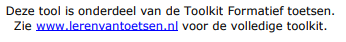 Deze tool is onderdeel van de Toolkit Formatief toetsen.
Zie www.lerenvantoetsen.nl voor de volledige toolkit.